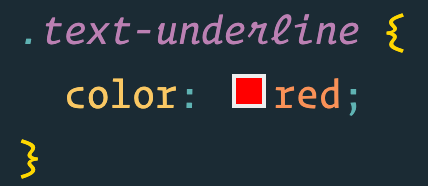 .text-underline {
color: red;
}